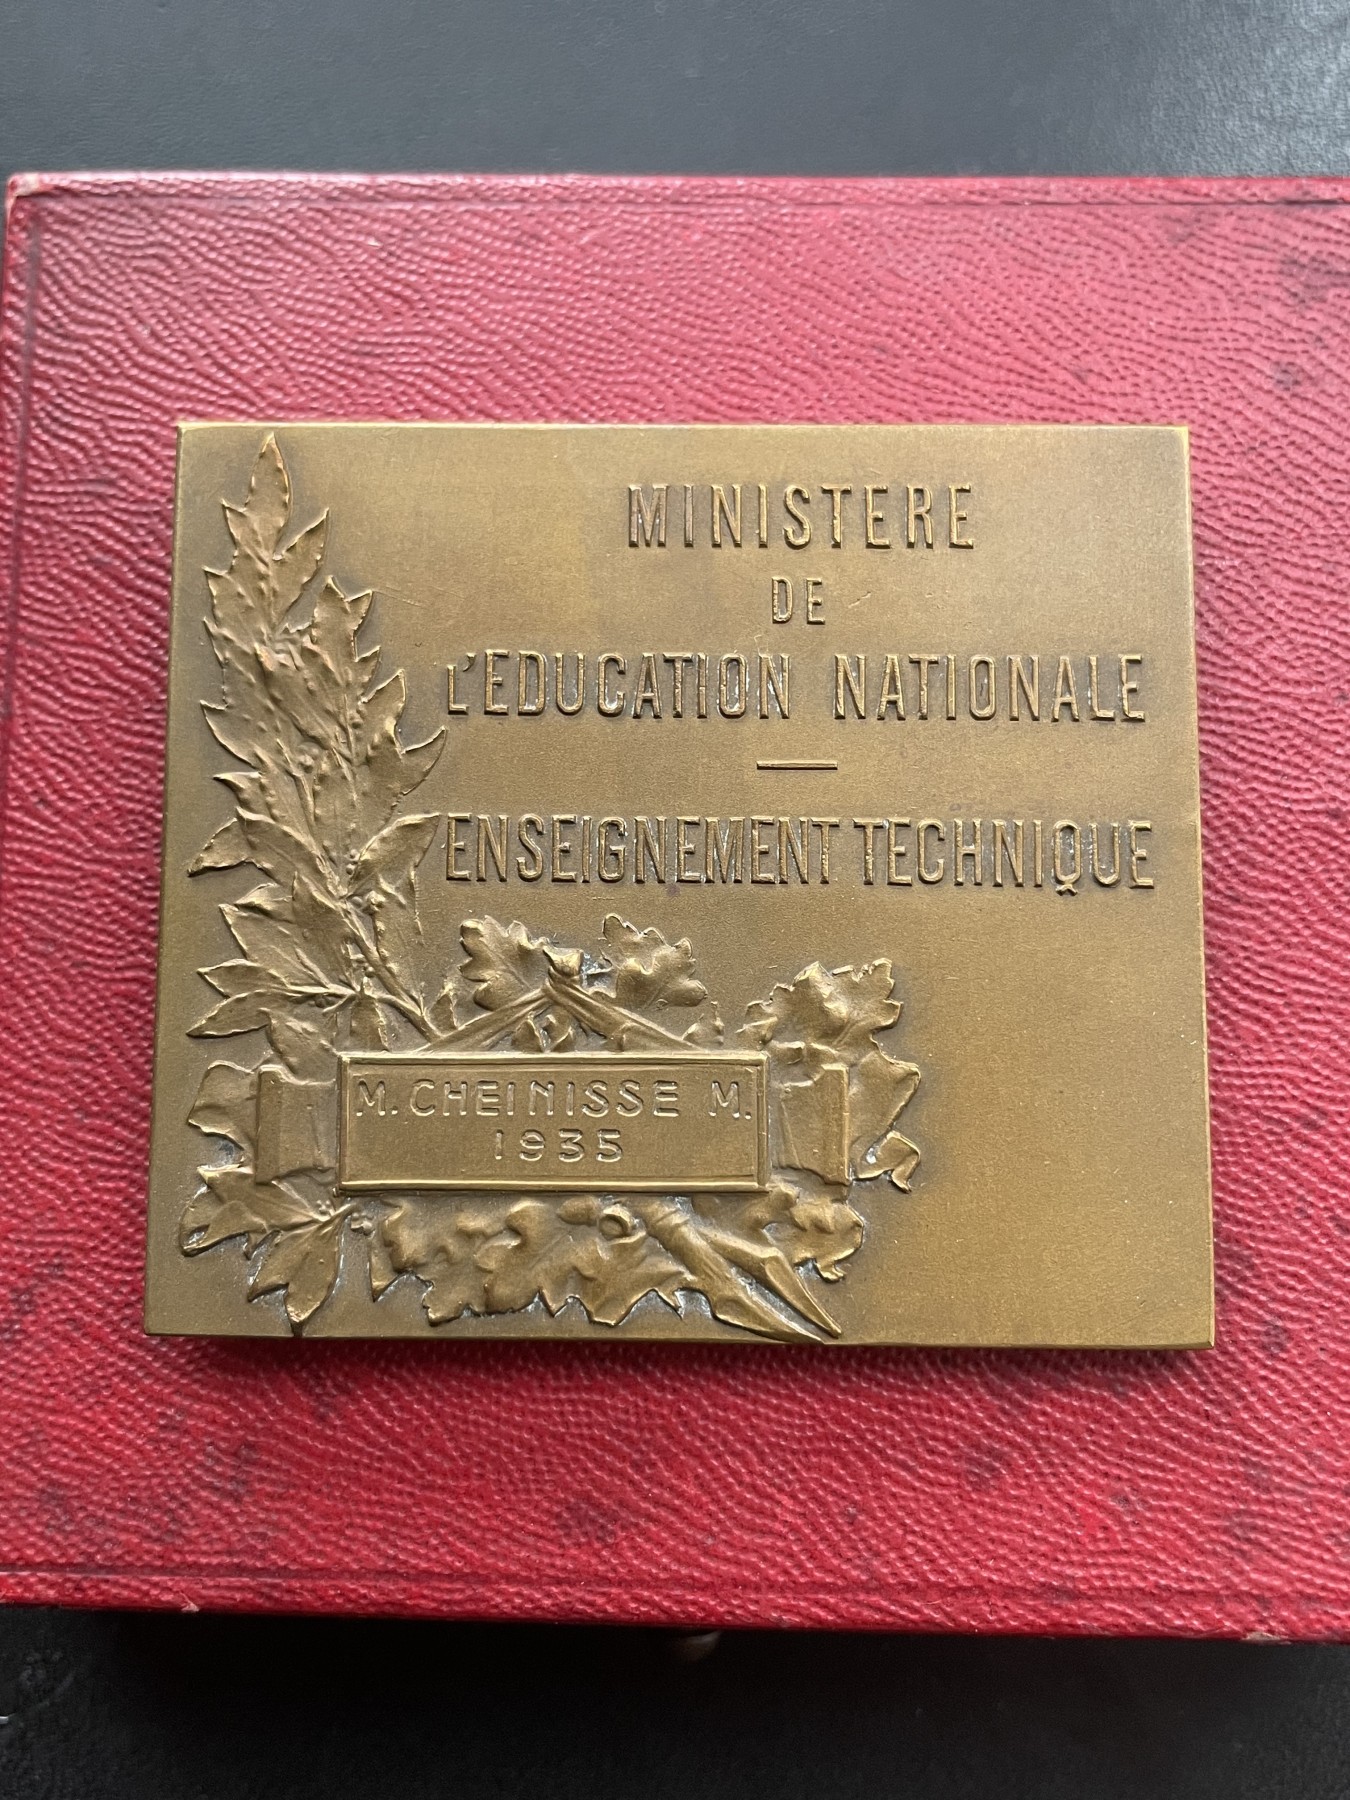 MINISTERE
DE
L'EDUCATION NATIONALE
ENSEIGNEMENT TECHNIQUE
M. CHEINISSE M.
1935